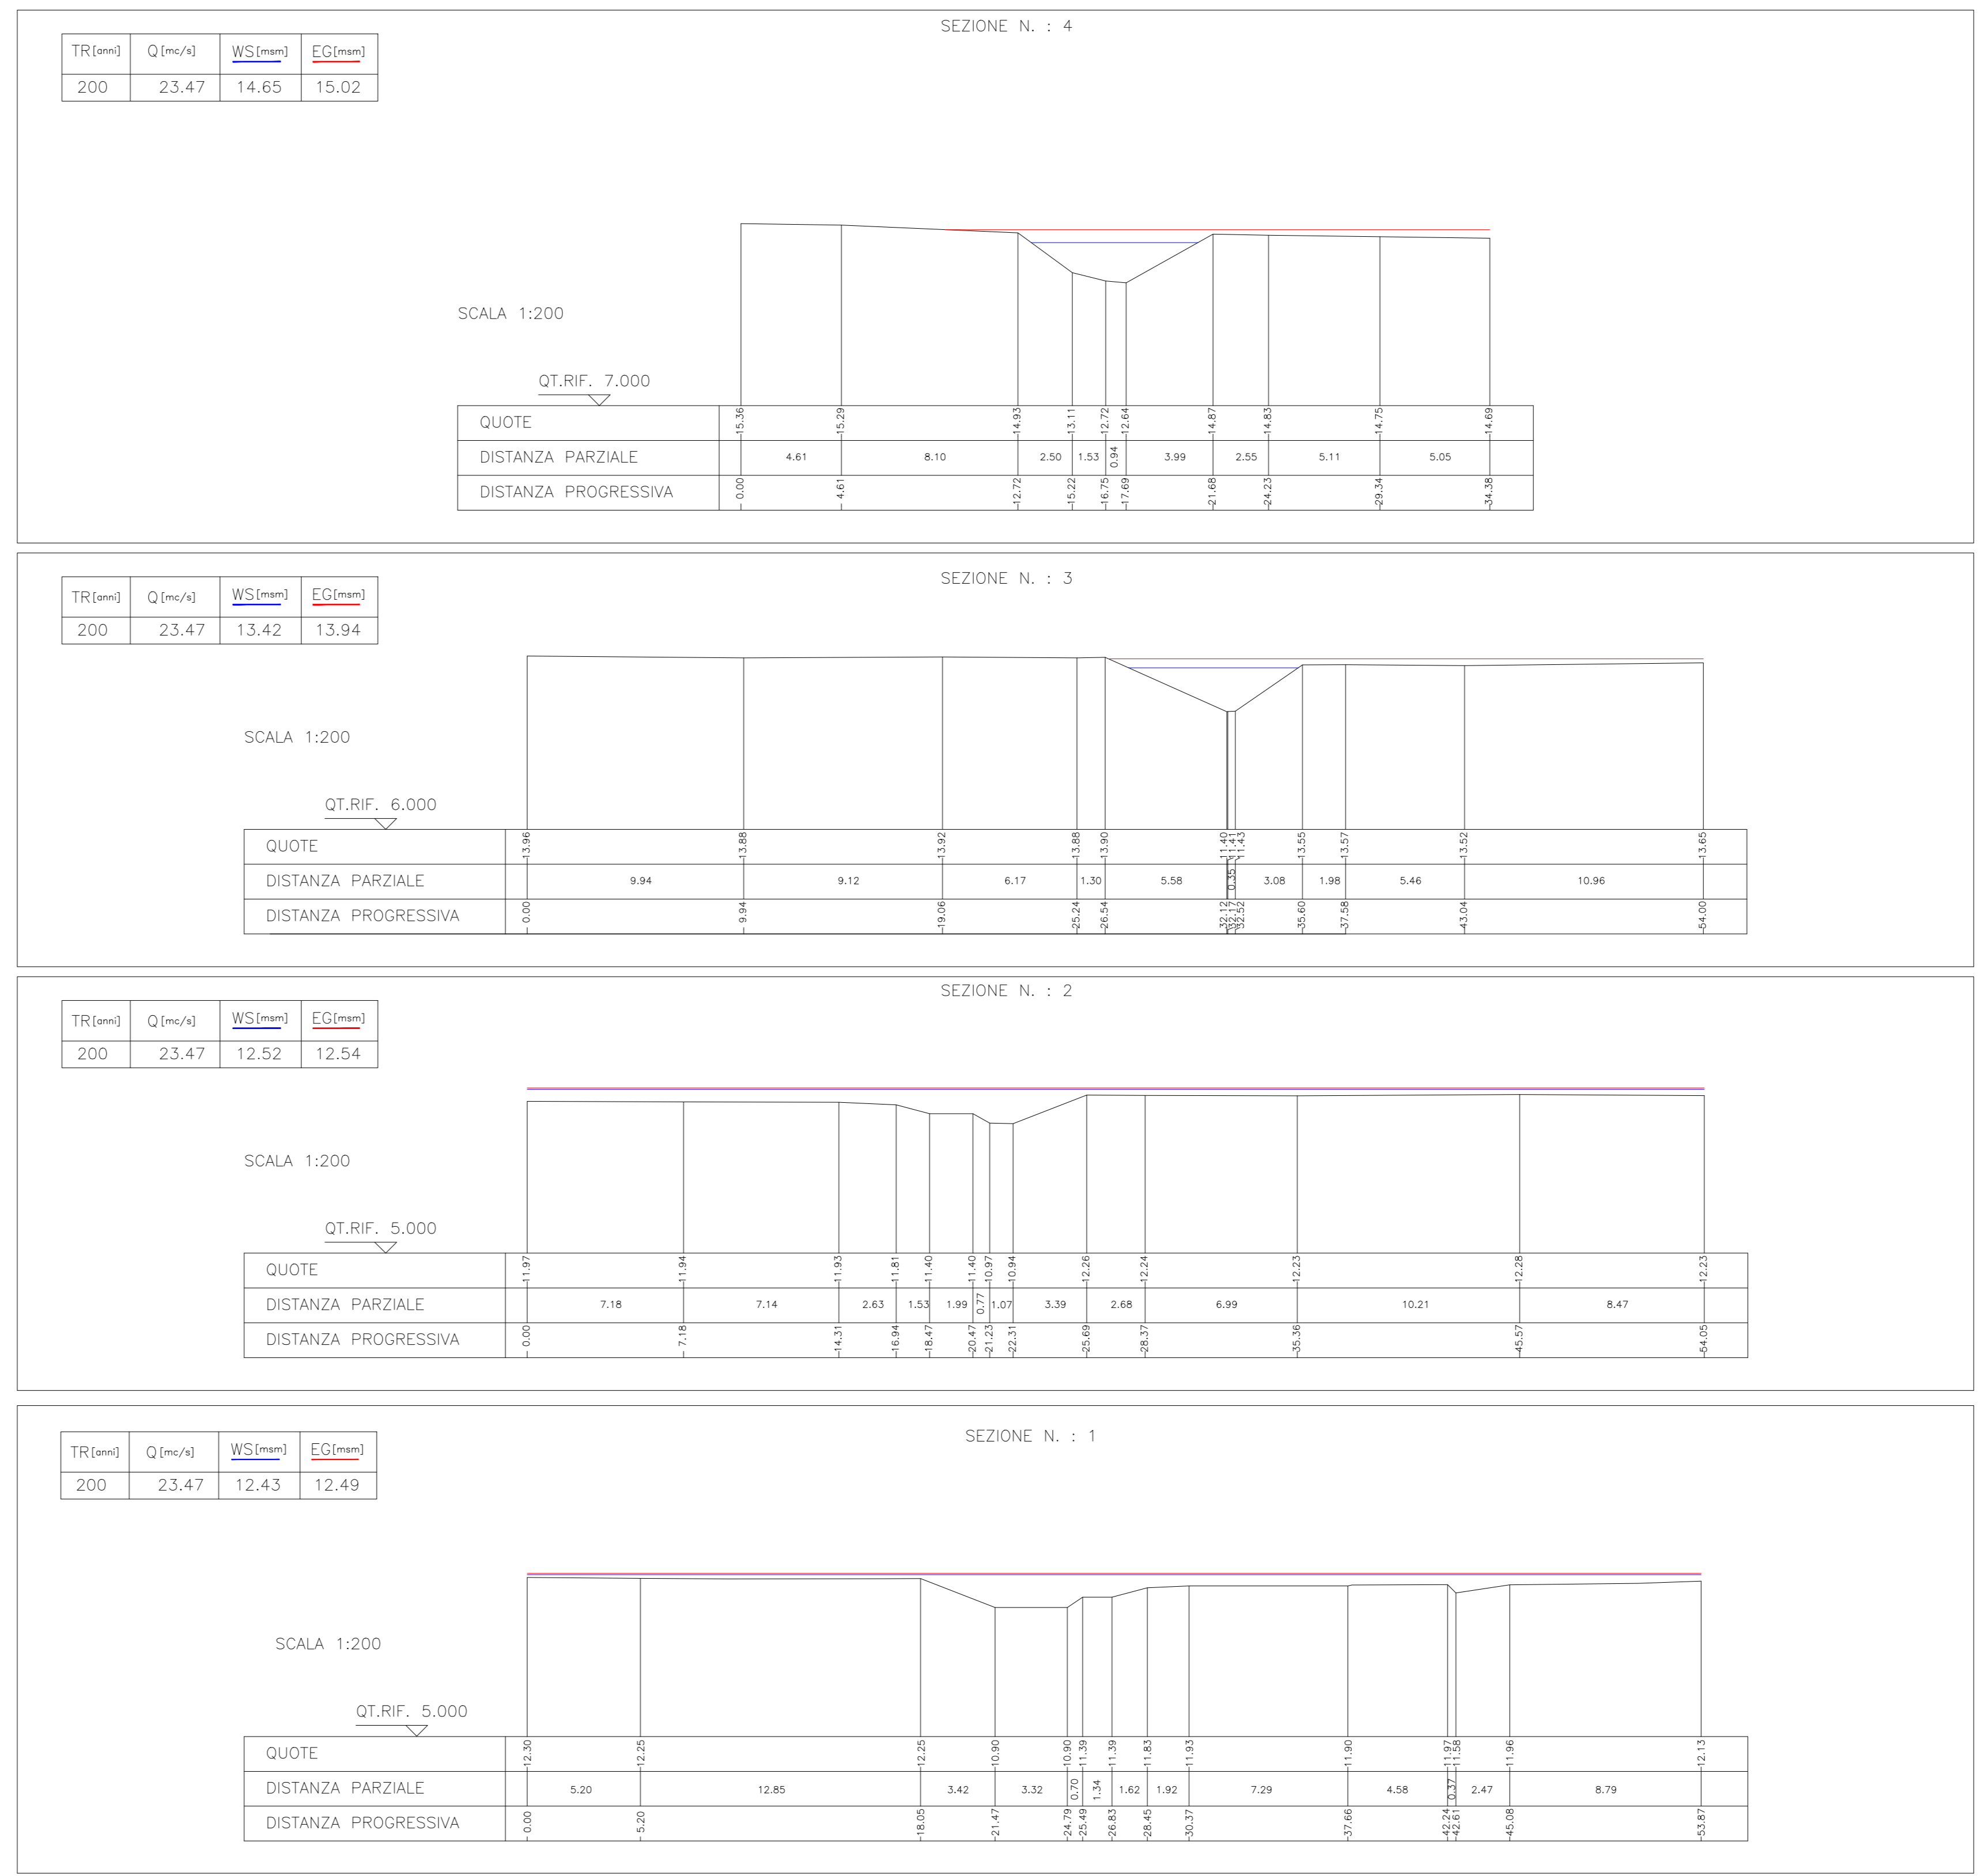 SEZIONE N. : 4
TR[anni] Q[mc/s] WS[msm] EG[msm]
200 23.47 14.65 15.02
SCALA 1:200
QT.RIF. 7.000
QUOTE 15.36 15.29 14.93 13.11 12.72 12.64 14.87 14.83 14.75 14.69
DISTANZA PARZIALE 4.61 8.10 2.50 1.53 0.94 3.99 2.55 5.11 5.05
DISTANZA PROGRESSIVA 0.00 4.61 12.72 15.22 16.75 17.69 21.68 24.23 29.34 34.38
SEZIONE N. : 3
TR[anni] Q[mc/s] WS[msm] EG[msm]
200 23.47 13.42 13.94
SCALA 1:200
QT.RIF. 6.000
QUOTE 13.96 13.88 13.92 13.88 13.90 11.40 11.41 11.43 13.55 13.57 13.52 13.65
DISTANZA PARZIALE 9.94 9.12 6.17 1.30 5.58 0.35 3.08 1.98 5.46 10.96
DISTANZA PROGRESSIVA 0.00 9.94 19.06 25.24 26.54 32.12 32.17 32.52 35.60 37.58 43.04 54.00
SEZIONE N. : 2
TR[anni] Q[mc/s] WS[msm] EG[msm]
200 23.47 12.52 12.54
SCALA 1:200
QT.RIF. 5.000
QUOTE 11.97 11.94 11.93 11.81 11.40 11.40 10.97 10.94 12.26 12.24 12.23 12.28 12.23
DISTANZA PARZIALE 7.18 7.14 2.63 1.53 1.99 0.77 1.07 3.39 2.68 6.99 10.21 8.47
DISTANZA PROGRESSIVA 0.00 7.18 14.31 16.94 18.47 20.47 21.23 22.31 25.69 28.37 35.36 45.57 54.05
SEZIONE N. : 1
TR[anni] Q[mc/s] WS[msm] EG[msm]
200 23.47 12.43 12.49
SCALA 1:200
QT.RIF. 5.000
QUOTE 12.30 12.25 12.25 10.90 10.90 11.39 11.39 11.83 11.93 11.90 11.97 11.58 11.96 12.13
DISTANZA PARZIALE 5.20 12.85 3.42 3.32 0.70 1.34 1.62 1.92 7.29 4.58 0.37 2.47 8.79
DISTANZA PROGRESSIVA 0.00 5.20 18.05 21.47 24.79 25.49 26.83 28.45 30.37 37.66 42.24 42.61 45.08 53.87